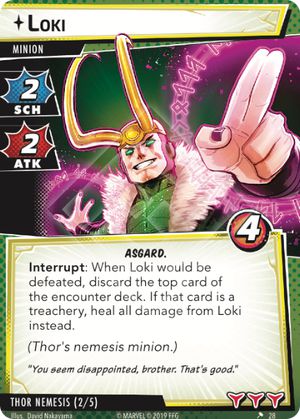 Loki
MINION
2
SCH
2
ATK
4
ASGARD.
Interrupt: When Loki would be
defeated, discard the top card of
the encounter deck. If that card is a
treachery, heal all damage from Loki
instead.
(Thor's nemesis minion.)
"You seem disappointed, brother. That's good."
THOR NEMESIS (2/5)
Illus. David Nakayama
© MARVEL © 2019 FFG
28